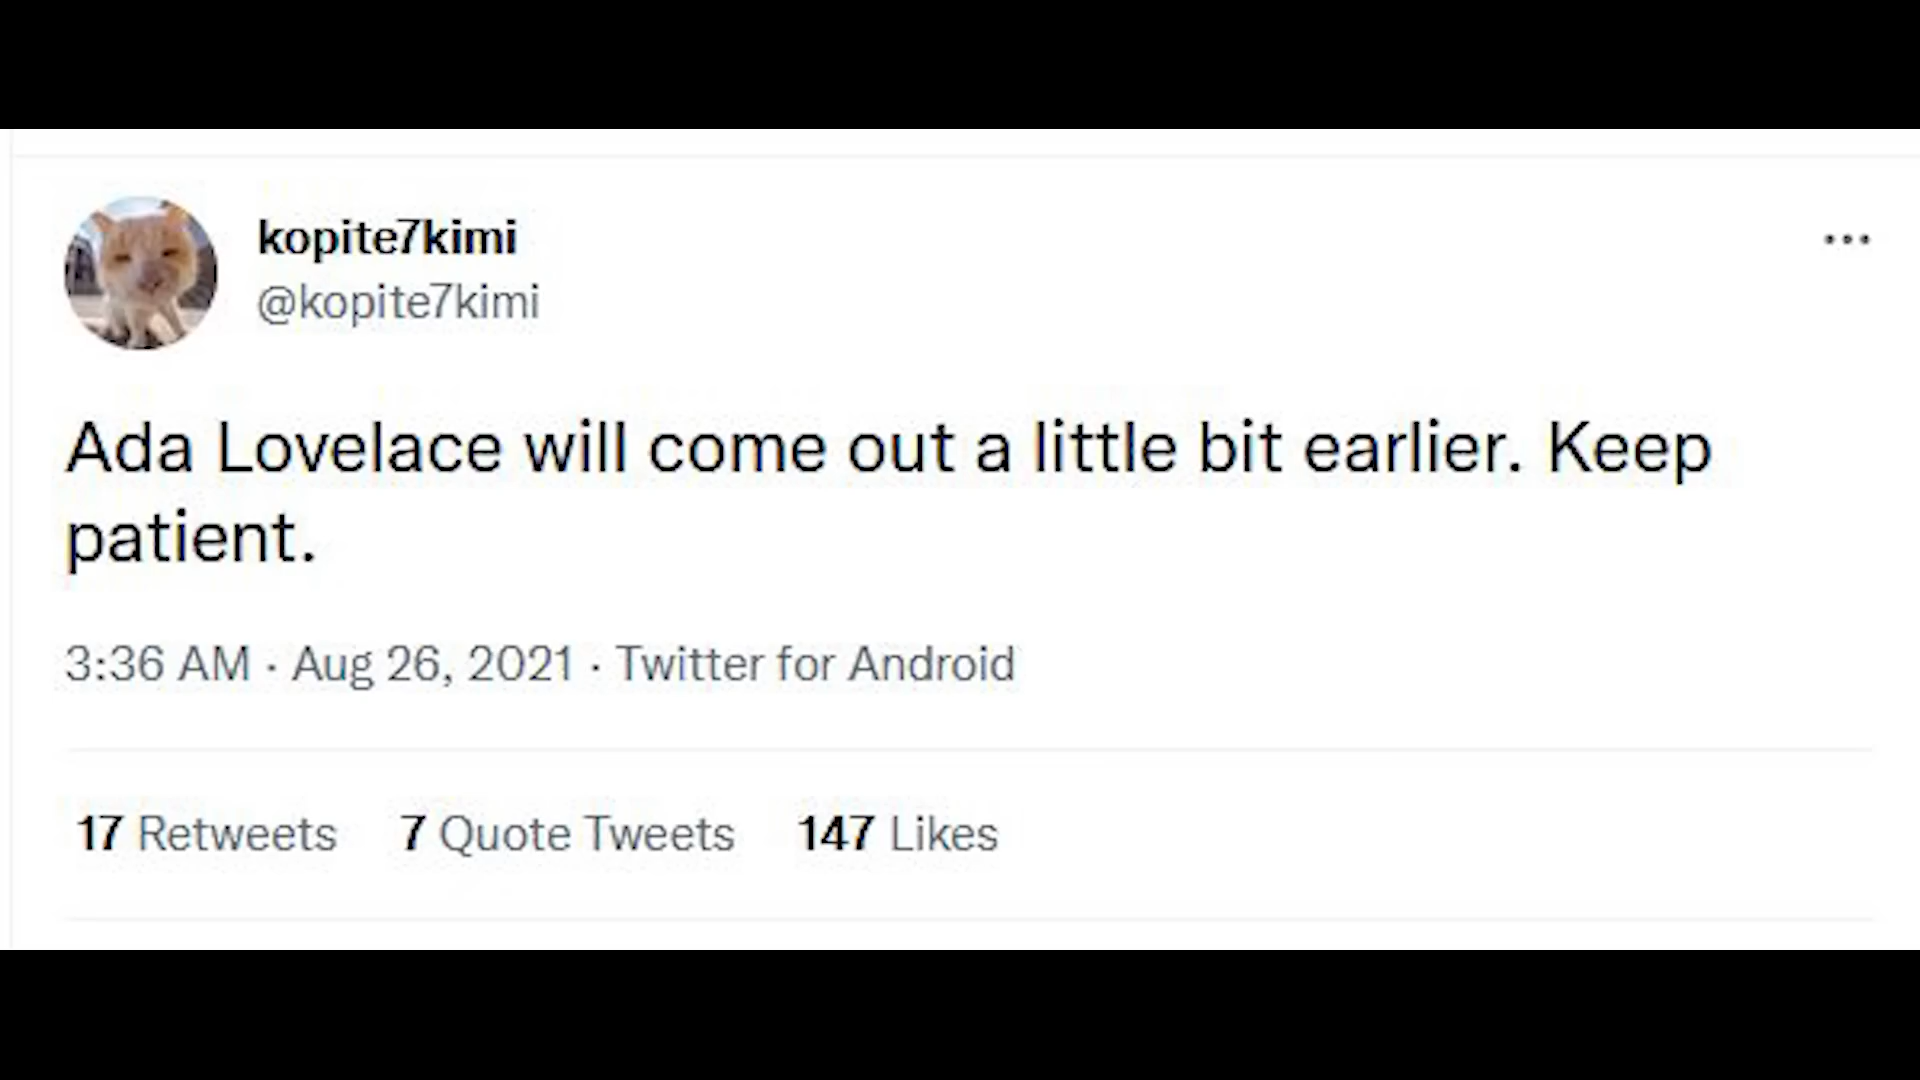 kopite7kimi
@kopite7kimi
Ada Lovelace will come out a little bit earlier. Keep
patient.
3:36 AM · Aug 26, 2021 · Twitter for Android
17 Retweets 7 Quote Tweets 147 Likes